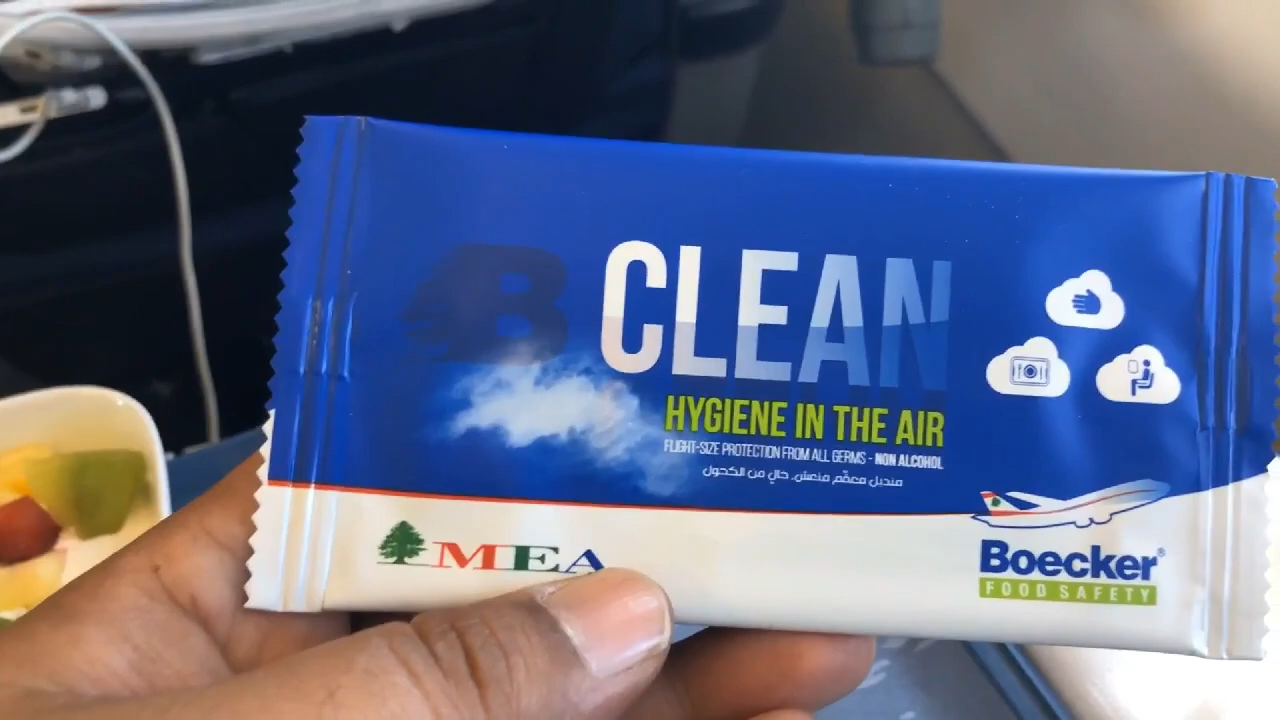 B CLEAN
HYGIENE IN THE AIR
FLIGHT-SIZE PROTECTION FROM ALL GERMS - NON ALCOHOL
منديل معقّم منعش. خالٍ من الكحول
MEA
Boecker®
FOOD SAFETY